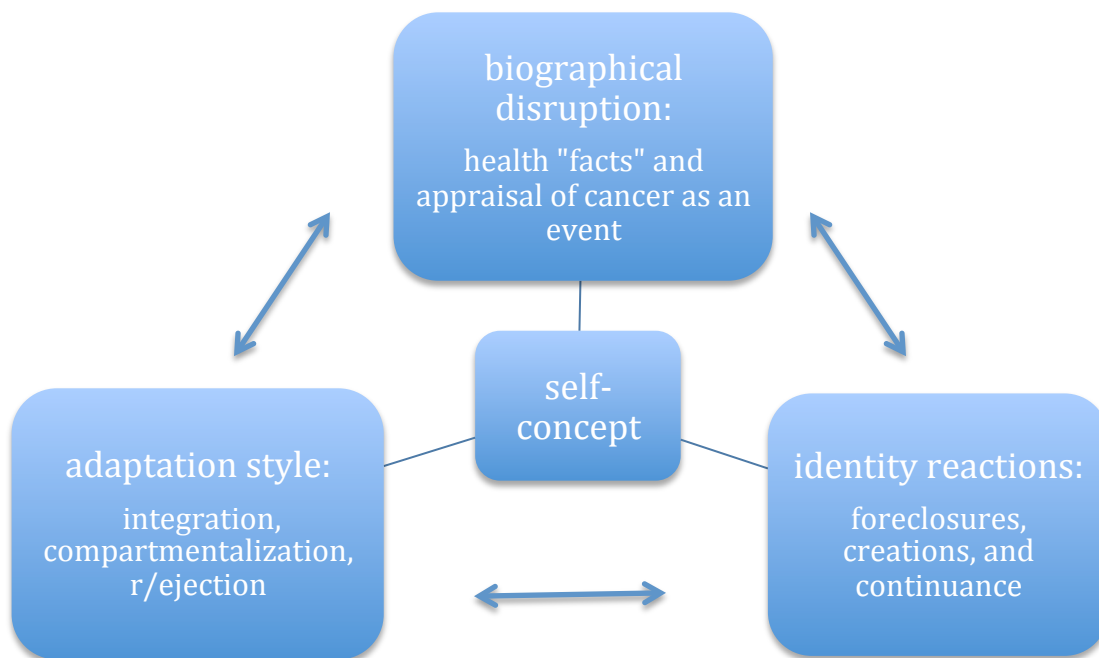 biographical
disruption:
health "facts" and
appraisal of cancer as an
event
self-
concept
adaptation style:
integration,
compartmentalization,
r/ejection
identity reactions:
foreclosures,
creations, and
continuance